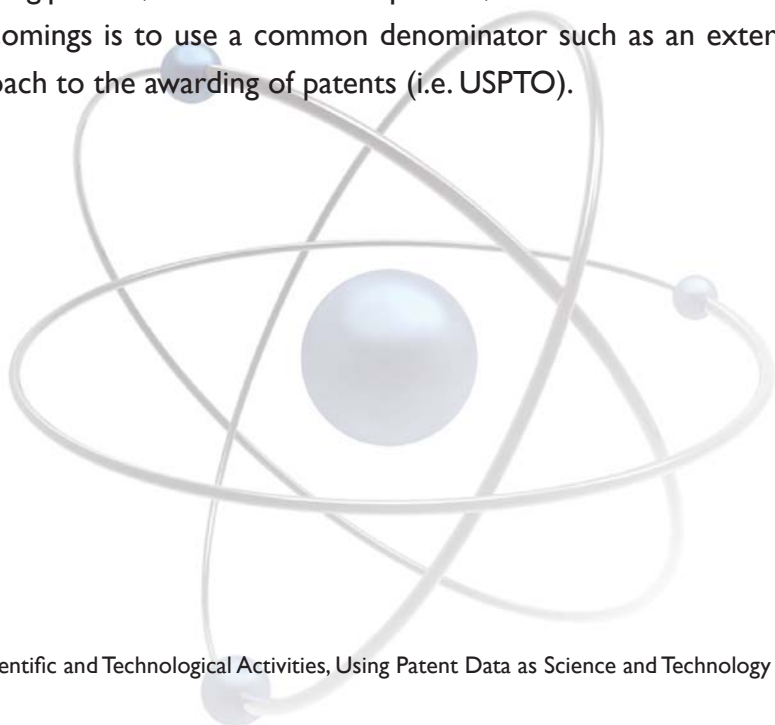 omings is to use a common denominator such as an exten
oach to the awarding of patents (i.e. USPTO).
entific and Technological Activities, Using Patent Data as Science and Technology